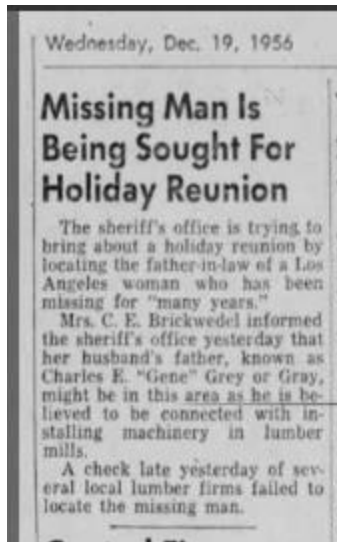 Wednesday, Dec. 19, 1956
Missing Man Is
Being Sought For
Holiday Reunion
The sheriff's office is trying to
bring about a holiday reunion by
locating the father-in-law of a Los
Angeles woman who has been
missing for "many years."
Mrs. C. E. Brickwedel informed
the sheriff's office yesterday that
her husband's father, known as
Charles E. "Gene" Grey or Gray,
might be in this area as he is be-
lieved to be connected with in-
stalling machinery in lumber
mills.
A check late yesterday of sev-
eral local lumber firms failed to
locate the missing man.